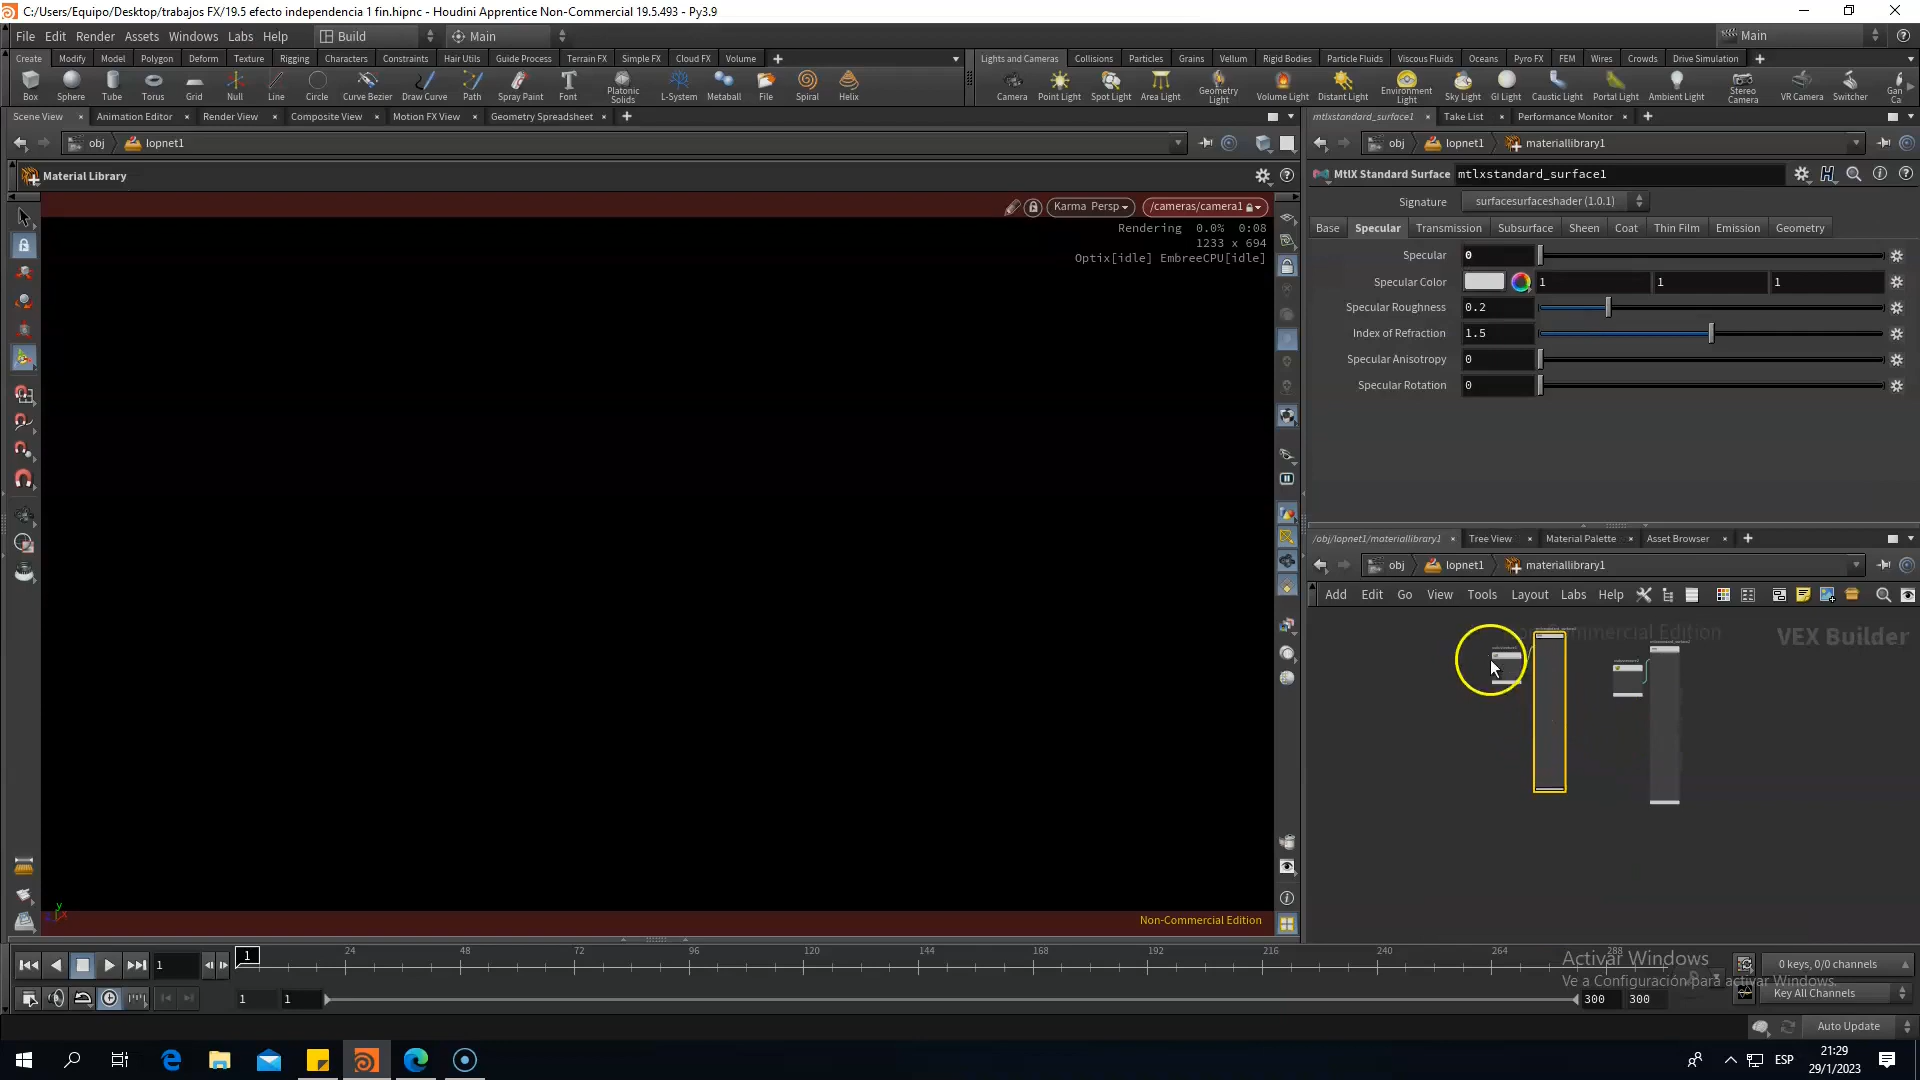 C:/Users/Equipo/Desktop/trabajos FX/19.5 efecto independencia 1 fin.hipnc - Houdini Apprentice Non-Commercial 19.5.493 - Py3.9
File Edit Render Assets Windows Labs Help Build Main Main
Create Modify Model Polygon Deform Texture Rigging Characters Constraints Hair Utils Guide Process Terrain FX Simple FX Cloud FX Volume
Lights and Cameras Collisions Particles Grains Vellum Rigid Bodies Particle Fluids Viscous Fluids Oceans Pyro FX FEM Wires Crowds Drive Simulation
Box Sphere Tube Torus Grid Null Line Circle Curve Bezier Draw Curve Path Spray Paint Font Platonic Solids L-System Metaball File Spiral Helix
Camera Point Light Spot Light Area Light Geometry Light Volume Light Distant Light Environment Light Sky Light GI Light Caustic Light Portal Light Ambient Light Stereo Camera VR Camera Switcher Gan Ca
Scene View Animation Editor Render View Composite View Motion FX View Geometry Spreadsheet
mtlxstandard_surface1 Take List Performance Monitor
obj lopnet1
obj lopnet1 materiallibrary1
Material Library
MtlX Standard Surface mtlxstandard_surface1
Signature surfacesurfaceshader (1.0.1)
Karma Persp /cameras/camera1
Rendering 0.0% 0:08
1233 x 694
Optix[idle] EmbreeCPU[idle]
Base Specular Transmission Subsurface Sheen Coat Thin Film Emission Geometry
Specular 0
Specular Color 1 1 1
Specular Roughness 0.2
Index of Refraction 1.5
Specular Anisotropy 0
Specular Rotation 0
/obj/lopnet1/materiallibrary1 Tree View Material Palette Asset Browser
obj lopnet1 materiallibrary1
Add Edit Go View Tools Layout Labs Help
Commercial Edition
VEX Builder
y
x
Non-Commercial Edition
1 1 24 48 72 96 120 144 168 192 216 240 264 288
Activar Windows
Ve a Configuración para activar Windows.
0 keys, 0/0 channels
1 1 300 300
Key All Channels
Auto Update
ESP
21:29
29/1/2023